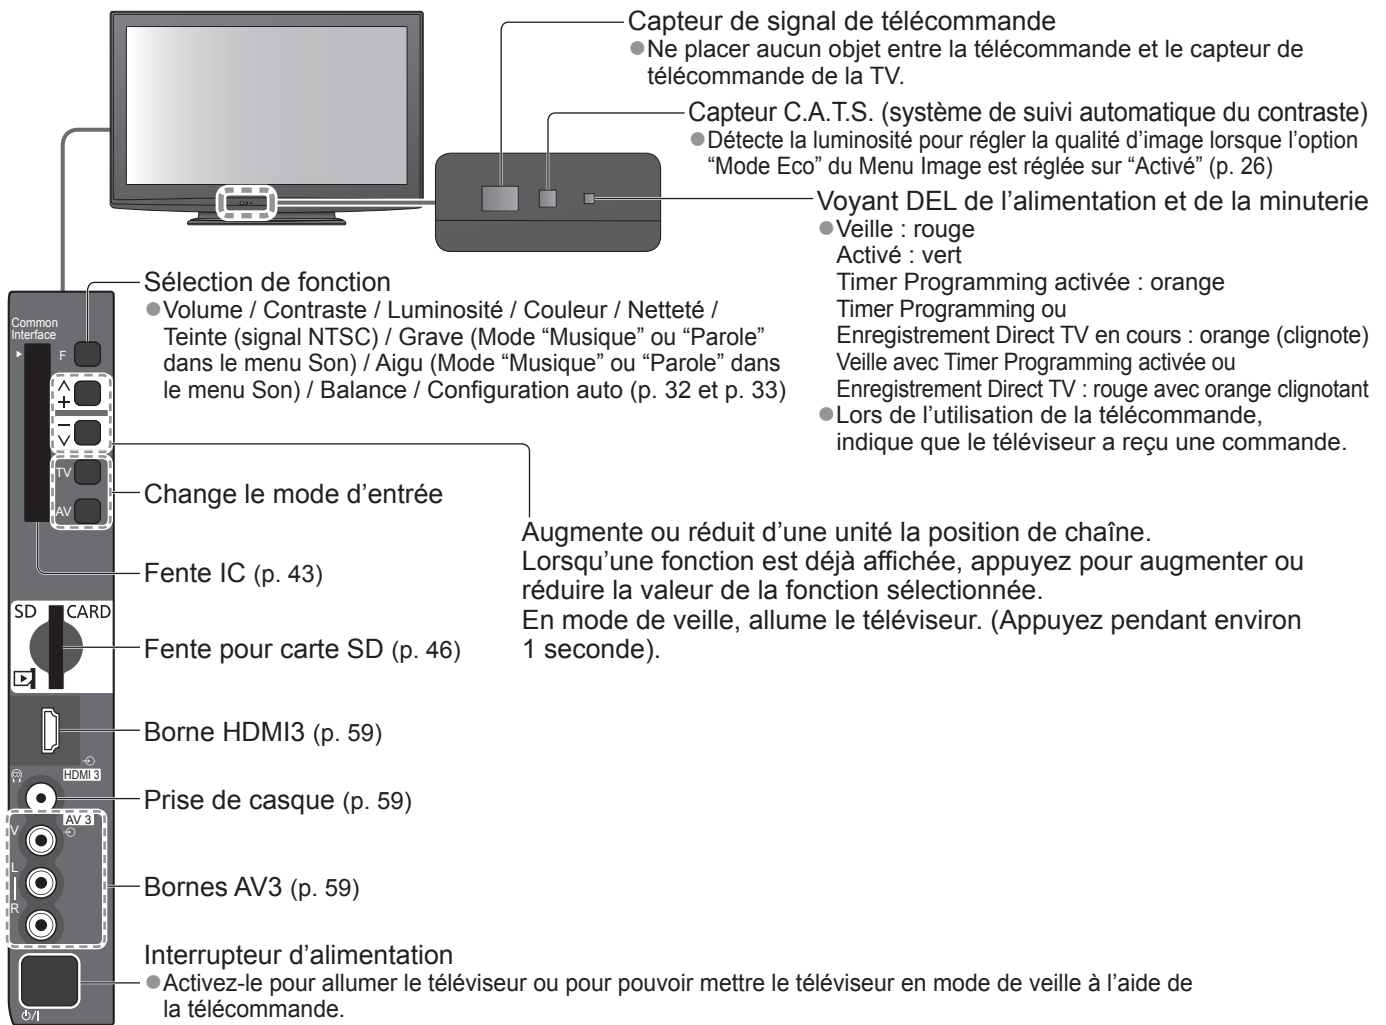 Capteur de signal de télécommande
●Ne placer aucun objet entre la télécommande et le capteur de
télécommande de la TV.
Capteur C.A.T.S. (système de suivi automatique du contraste)
●Détecte la luminosité pour régler la qualité d’image lorsque l’option
“Mode Eco” du Menu Image est réglée sur “Activé” (p. 26)
Voyant DEL de l’alimentation et de la minuterie
●Veille : rouge
Activé : vert
Timer Programming activée : orange
Timer Programming ou
Enregistrement Direct TV en cours : orange (clignote)
Veille avec Timer Programming activée ou
Enregistrement Direct TV : rouge avec orange clignotant
●Lors de l’utilisation de la télécommande,
indique que le téléviseur a reçu une commande.
Sélection de fonction
●Volume / Contraste / Luminosité / Couleur / Netteté /
Teinte (signal NTSC) / Grave (Mode “Musique” ou “Parole”
dans le menu Son) / Aigu (Mode “Musique” ou “Parole” dans
le menu Son) / Balance / Configuration auto (p. 32 et p. 33)
Common
Interface
F
+
−
TV
AV
Change le mode d’entrée
Augmente ou réduit d’une unité la position de chaîne.
Lorsqu’une fonction est déjà affichée, appuyez pour augmenter ou
réduire la valeur de la fonction sélectionnée.
En mode de veille, allume le téléviseur. (Appuyez pendant environ
1 seconde).
Fente IC (p. 43)
SD CARD
Fente pour carte SD (p. 46)
Borne HDMI3 (p. 59)
HDMI 3
Prise de casque (p. 59)
AV 3
V
L
R
Bornes AV3 (p. 59)
Interrupteur d’alimentation
●Activez-le pour allumer le téléviseur ou pour pouvoir mettre le téléviseur en mode de veille à l’aide de
la télécommande.
⏻/I